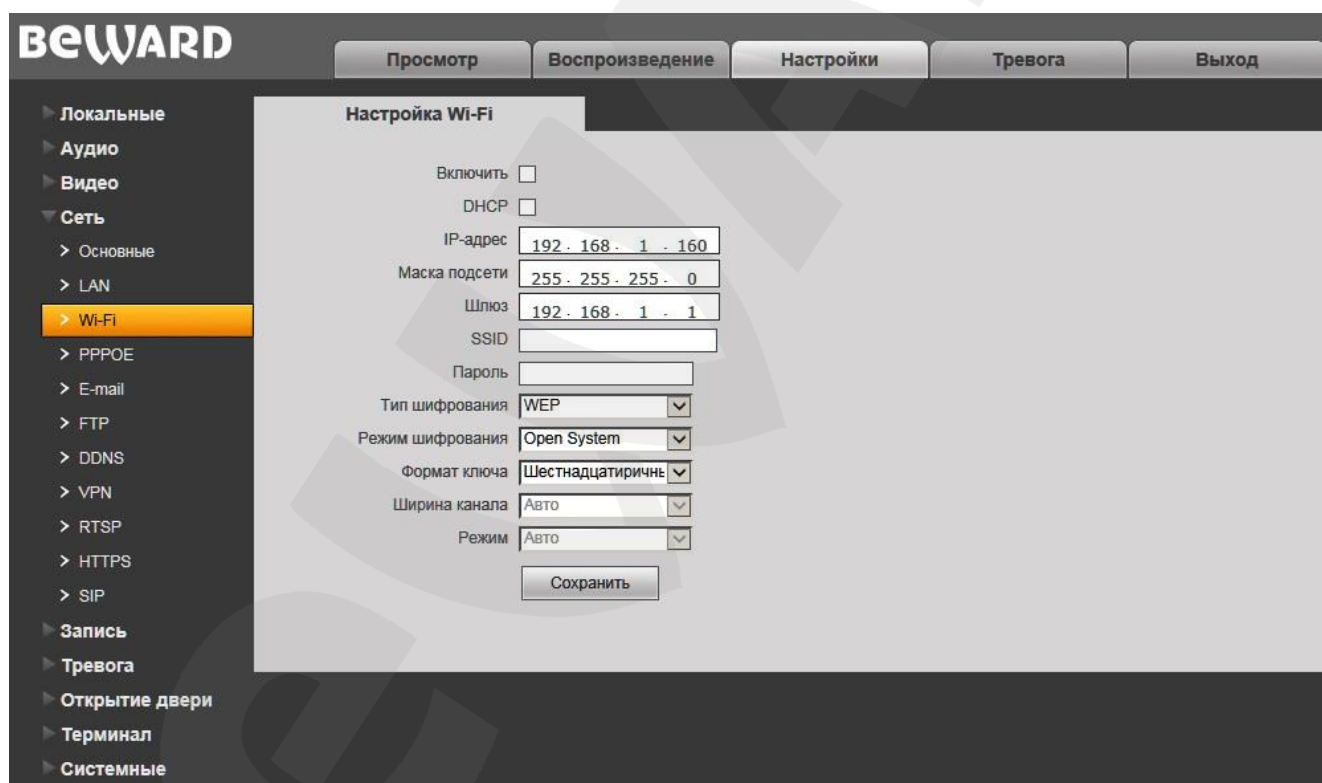 BEWARD
Просмотр Воспроизведение Настройки Тревога Выход
Локальные
Аудио
Видео
Сеть
> Основные
> LAN
> Wi-Fi
> PPPOE
> E-mail
> FTP
> DDNS
> VPN
> RTSP
> HTTPS
> SIP
Запись
Тревога
Открытие двери
Терминал
Системные
Настройка Wi-Fi
Включить
DHCP
IP-адрес 192 . 168 . 1 . 160
Маска подсети 255 . 255 . 255 . 0
Шлюз 192 . 168 . 1 . 1
SSID
Пароль
Тип шифрования WEP
Режим шифрования Open System
Формат ключа Шестнадцатиричнь
Ширина канала Авто
Режим Авто
Сохранить